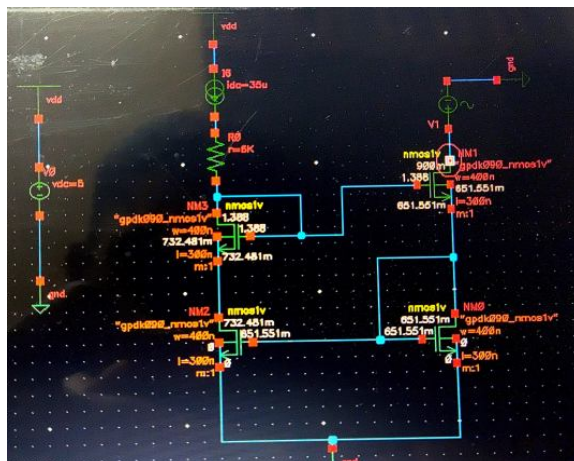 vdd
vdd
gnd
I6
idc=35u
V1
R0
r=6K
V0
vdc=5
nmos1v
NM1
900m
"gpdk090_nmos1v"
1.388
w=400n
651.551m
651.551m
l=300n
m:1
NM3
nmos1v
"gpdk090_nmos1v"
1.388
1.388
w=400n
732.481m
l=300n
732.481m
m:1
gnd
NM2
nmos1v
nmos1v
NM0
"gpdk090_nmos1v"
732.481m
651.551m
"gpdk090_nmos1v"
w=400n
651.551m
651.551m
w=400n
0
0
l=300n
0
0
l=300n
m:1
m:1